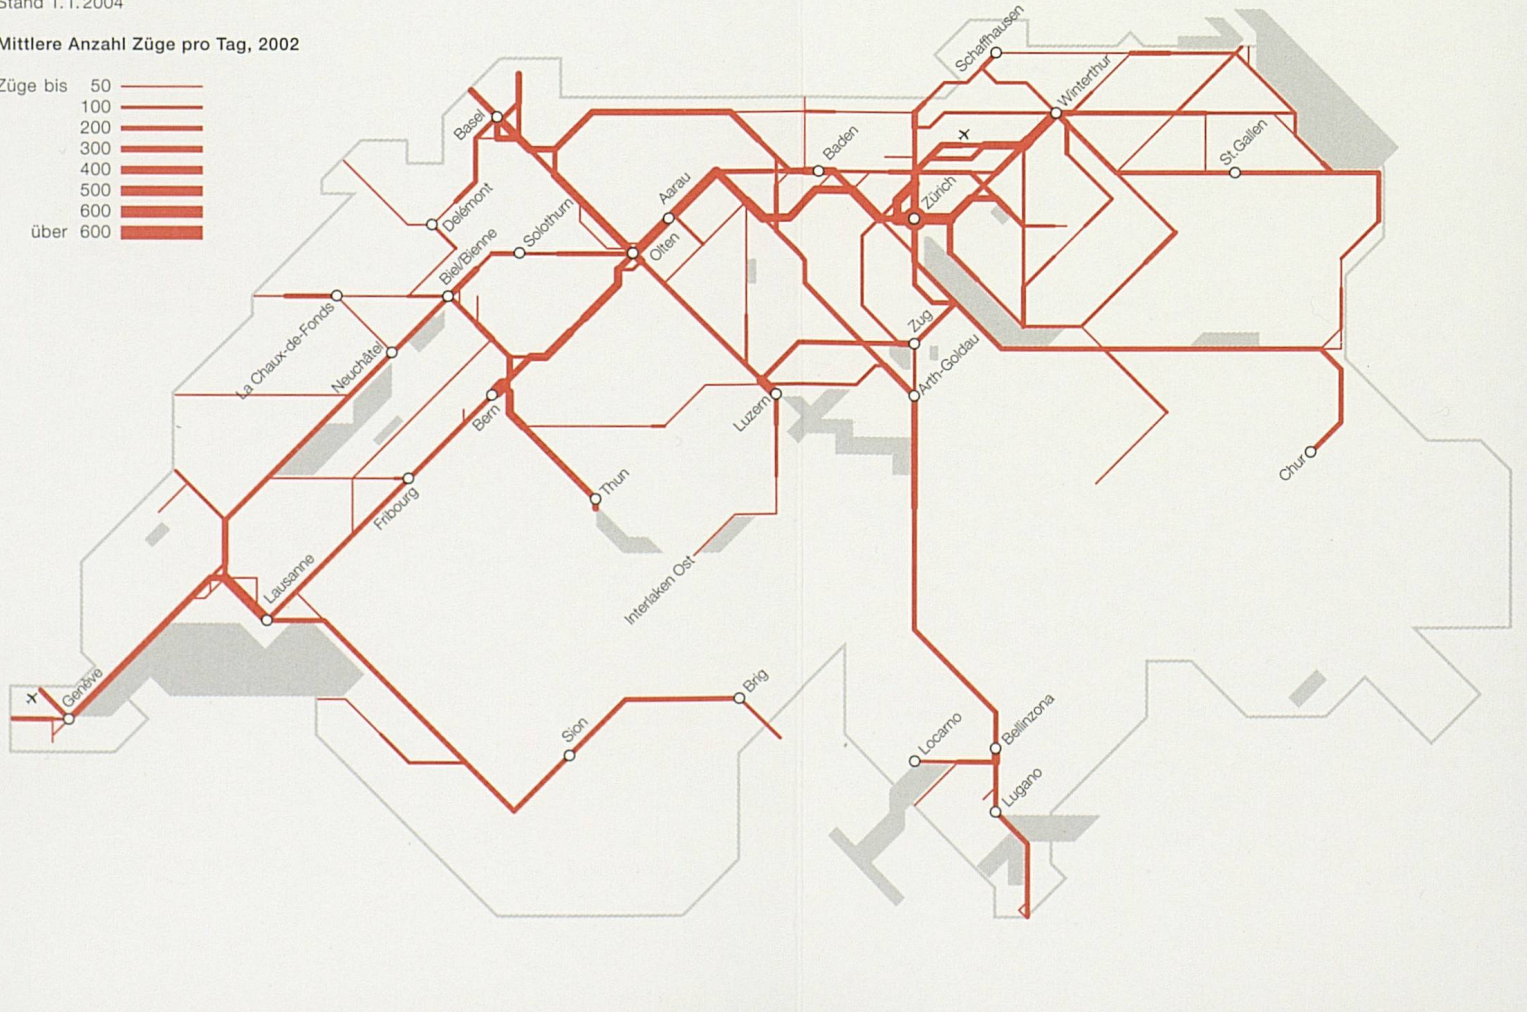 Stand 1.1.2004
Mittlere Anzahl Züge pro Tag, 2002
Züge bis 50
100
200
300
400
500
600
über 600
Schaffhausen
Winterthur
Basel
Baden
St. Gallen
Aarau
Zürich
Delémont
Solothurn
Olten
Biel/Bienne
La Chaux-de-Fonds
Neuchâtel
Zug
Arth-Goldau
Bern
Luzern
Chur
Thun
Fribourg
Interlaken Ost
Lausanne
Genève
Brig
Sion
Locarno
Bellinzona
Lugano